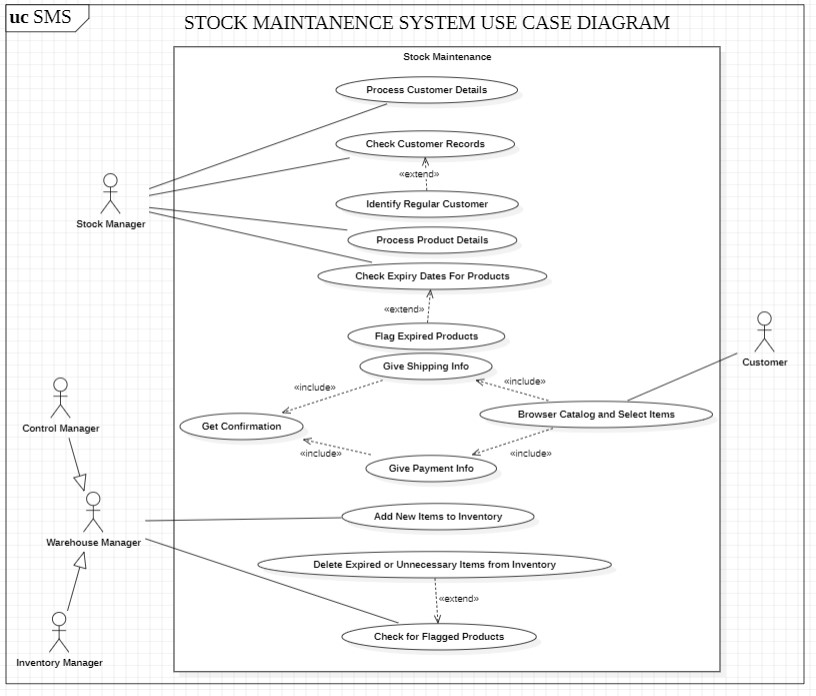 uc SMS
STOCK MAINTANENCE SYSTEM USE CASE DIAGRAM
Stock Maintenance
Process Customer Details
Check Customer Records
«extend»
Identify Regular Customer
Stock Manager
Process Product Details
Check Expiry Dates For Products
«extend»
Flag Expired Products
Give Shipping Info
Customer
«include»
«include»
Browser Catalog and Select Items
Control Manager
Get Confirmation
«include»
«include»
Give Payment Info
Add New Items to Inventory
Warehouse Manager
Delete Expired or Unnecessary Items from Inventory
«extend»
Check for Flagged Products
Inventory Manager